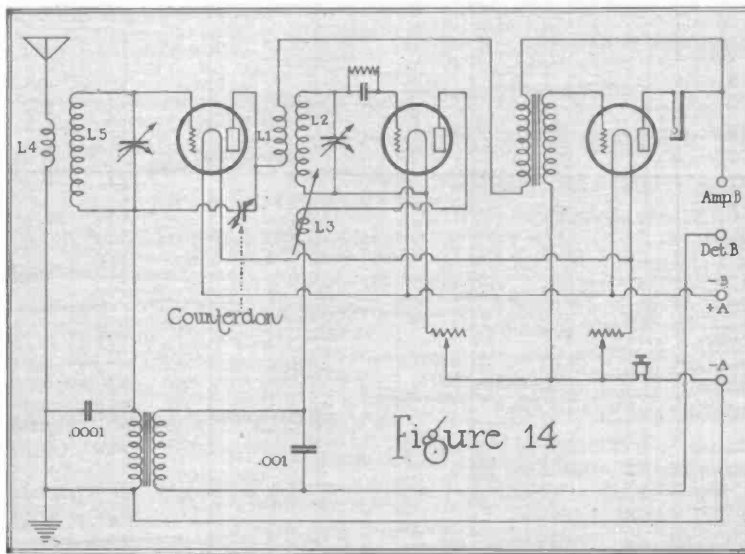 L4
L5
L1
L2
L3
Amp B
Det B
-B
+A
-A
Counterdon
.0001
.001
Figure 14